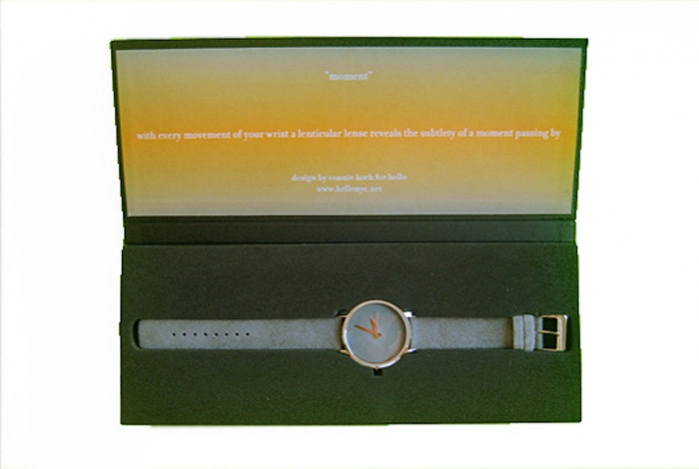 "moment"
with every movement of your wrist a lenticular lense reveals the subtlety of a moment passing by
design by connie koch for hello
www.hellonyc.net